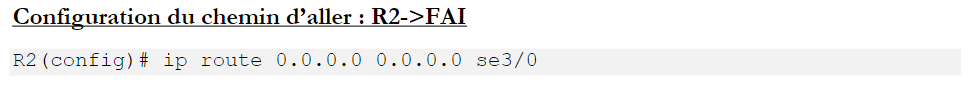 Configuration du chemin d’aller : R2->FAI
R2(config)# ip route 0.0.0.0 0.0.0.0 se3/0